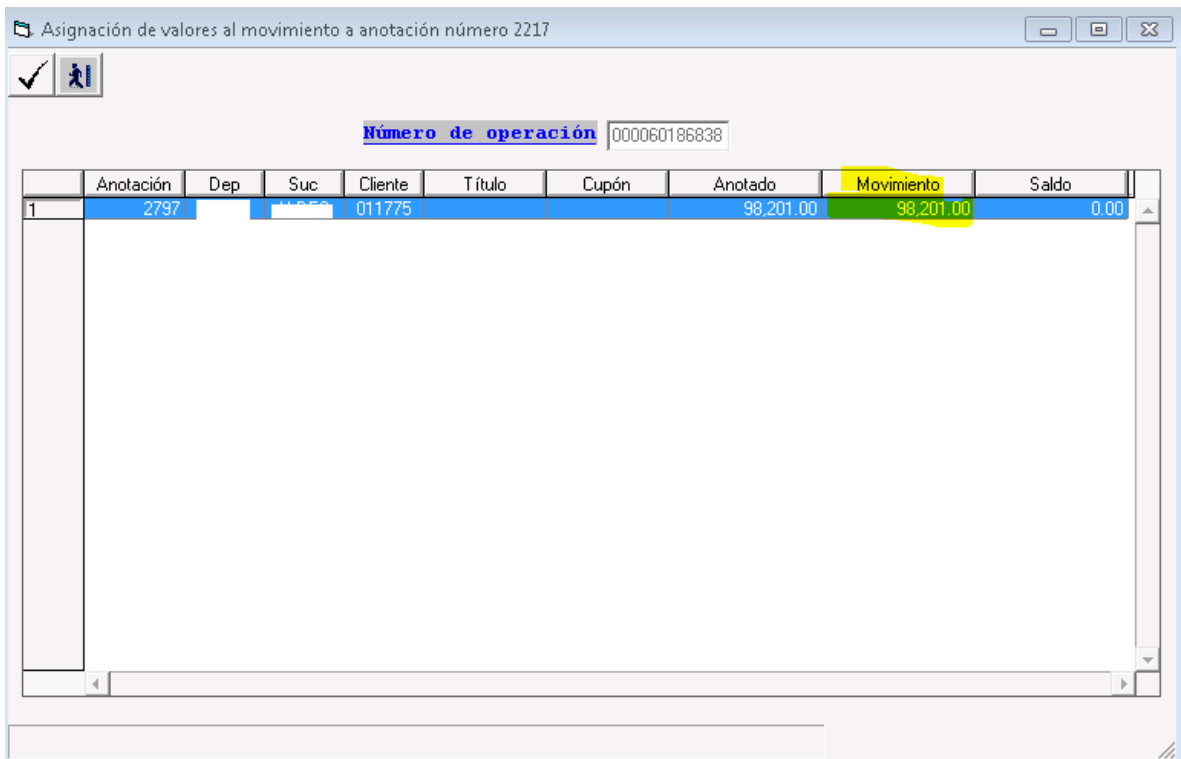 Asignación de valores al movimiento a anotación número 2217
Número de operación 000060186838
Anotación Dep Suc Cliente Título Cupón Anotado Movimiento Saldo
1 2797 011775 98,201.00 98,201.00 0.00